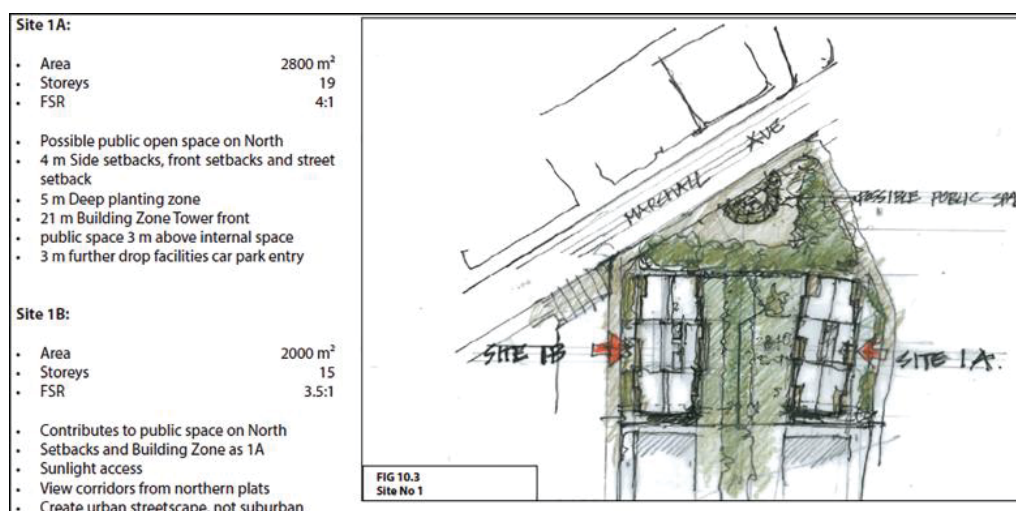 Site 1A:
• Area 2800 m²
• Storeys 19
• FSR 4:1
• Possible public open space on North
• 4 m Side setbacks, front setbacks and street
setback
• 5 m Deep planting zone
• 21 m Building Zone Tower front
• public space 3 m above internal space
• 3 m further drop facilities car park entry
Site 1B:
• Area 2000 m²
• Storeys 15
• FSR 3.5:1
• Contributes to public space on North
• Setbacks and Building Zone as 1A
• Sunlight access
• View corridors from northern plats
• Create urban streetscape, not suburban
AVE
PUBLIC
SITE 1B
SITE 1A.
FIG 10.3
Site No 1